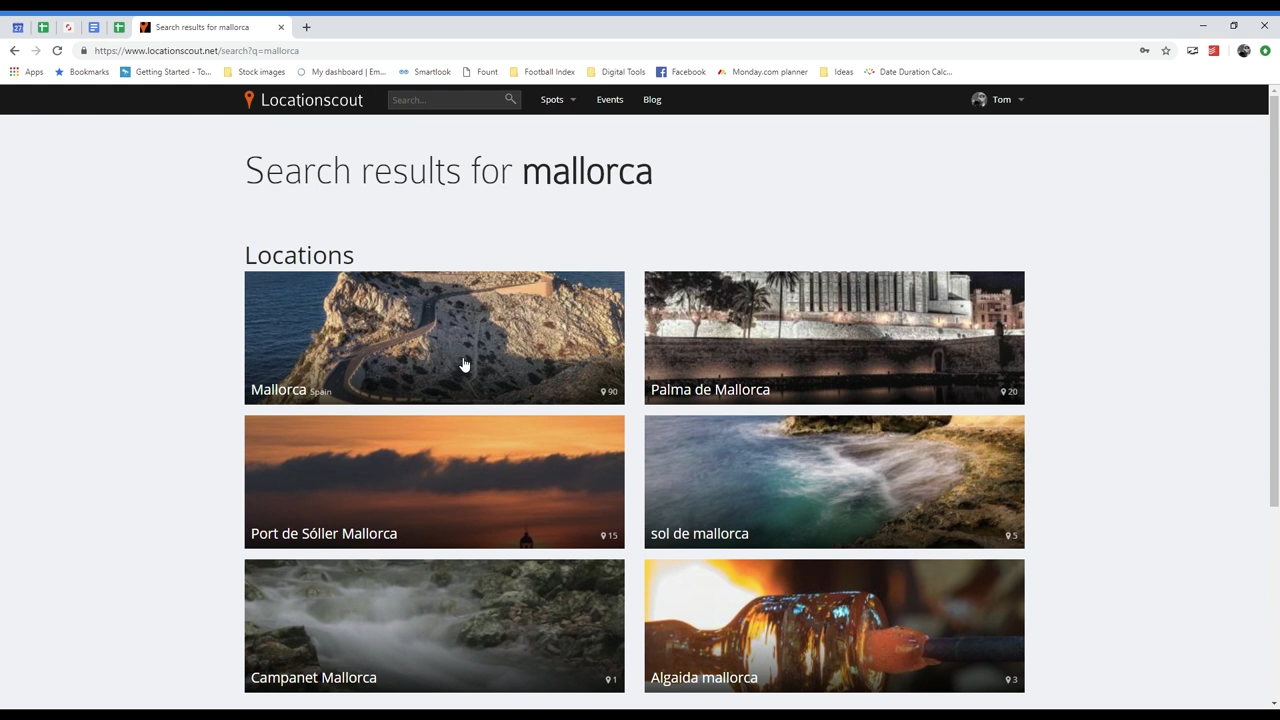 27
Search results for mallorca
https://www.locationscout.net/search?q=mallorca
Apps
Bookmarks
Getting Started - To...
Stock images
My dashboard | Em...
Smartlook
Fount
Football Index
Digital Tools
Facebook
Monday.com planner
Ideas
Date Duration Calc...
Locationscout
Search...
Spots
Events
Blog
Tom
Search results for mallorca
Locations
Mallorca Spain
90
Palma de Mallorca
20
Port de Sóller Mallorca
15
sol de mallorca
5
Campanet Mallorca
1
Algaida mallorca
3